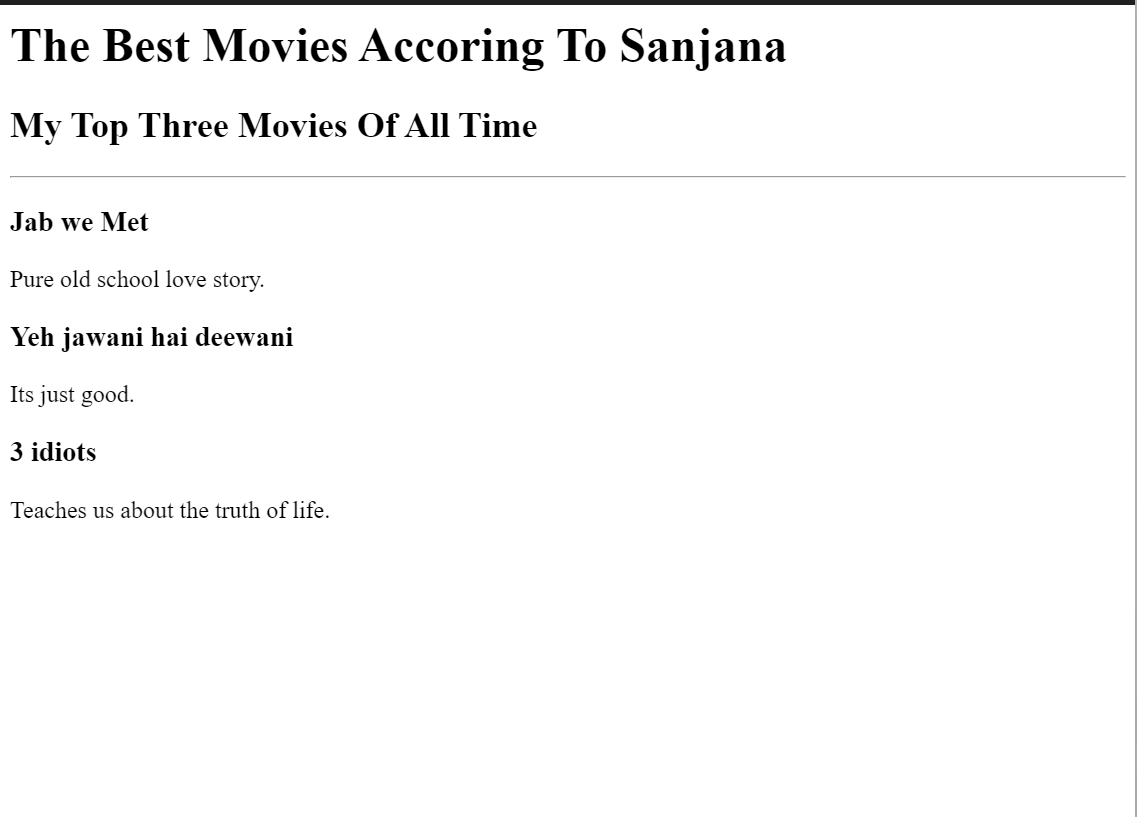 The Best Movies Accoring To Sanjana
My Top Three Movies Of All Time
Jab we Met
Pure old school love story.
Yeh jawani hai deewani
Its just good.
3 idiots
Teaches us about the truth of life.